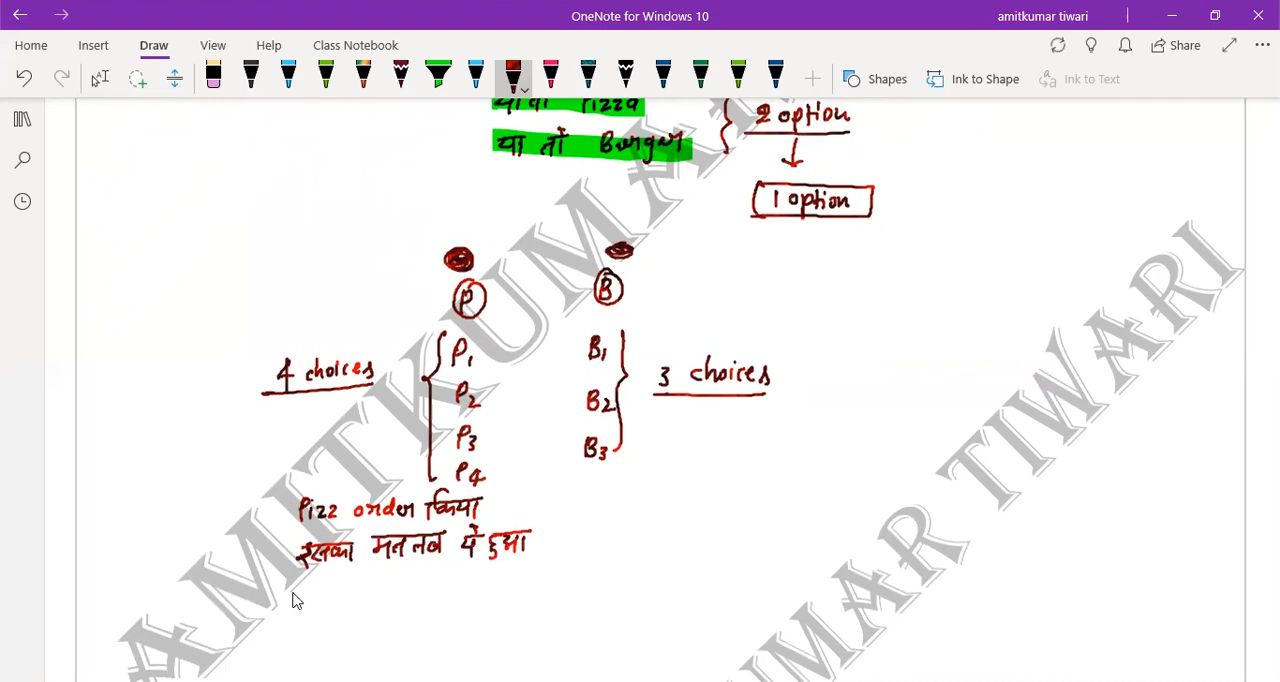 OneNote for Windows 10
amitkumar tiwari
Home Insert Draw View Help Class Notebook
Share
Shapes
Ink to Shape
Ink to Text
या तो Pizza
या तो Burger
2 option
1 option
P B
4 choices
P1 B1
3 choices
P2 B2
P3 B3
P4
Pizz order किया
इसका मतलब ये हुआ
AMITKUMAR TIWARI
KUMAR TIWARI